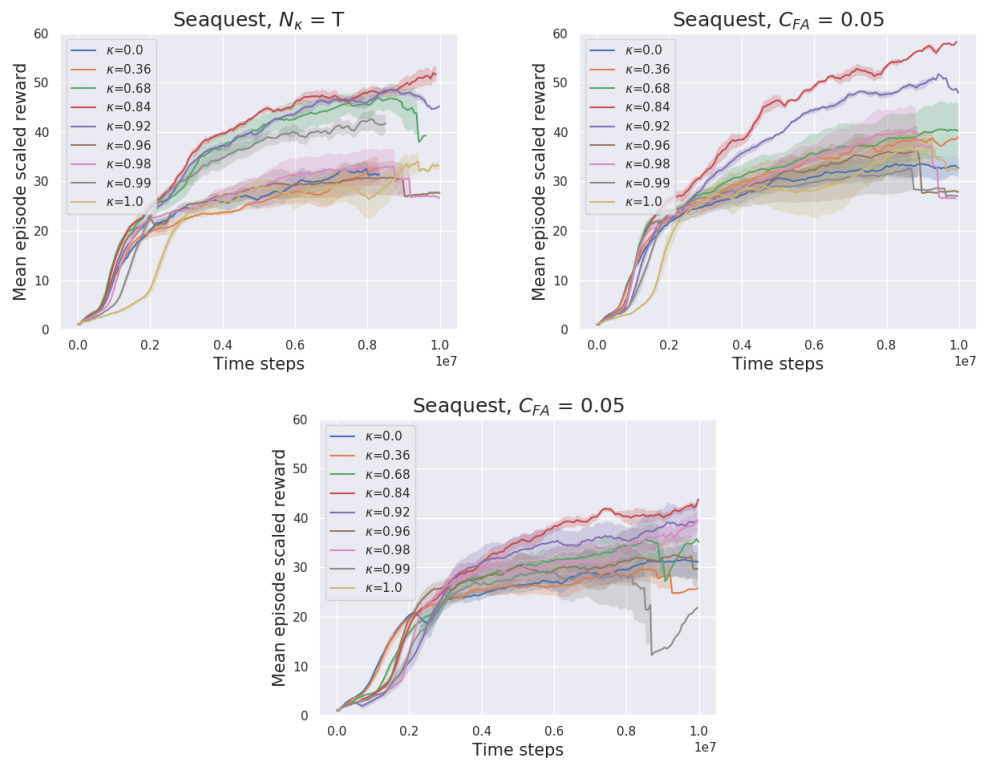 Seaquest, Nκ = T
Mean episode scaled reward
60
50
40
30
20
10
0
κ=0.0
κ=0.36
κ=0.68
κ=0.84
κ=0.92
κ=0.96
κ=0.98
κ=0.99
κ=1.0
0.0 0.2 0.4 0.6 0.8 1.0
1e7
Time steps
Seaquest, CFA = 0.05
Mean episode scaled reward
60
50
40
30
20
10
0
κ=0.0
κ=0.36
κ=0.68
κ=0.84
κ=0.92
κ=0.96
κ=0.98
κ=0.99
κ=1.0
0.0 0.2 0.4 0.6 0.8 1.0
1e7
Time steps
Seaquest, CFA = 0.05
Mean episode scaled reward
60
50
40
30
20
10
0
κ=0.0
κ=0.36
κ=0.68
κ=0.84
κ=0.92
κ=0.96
κ=0.98
κ=0.99
κ=1.0
0.0 0.2 0.4 0.6 0.8 1.0
1e7
Time steps